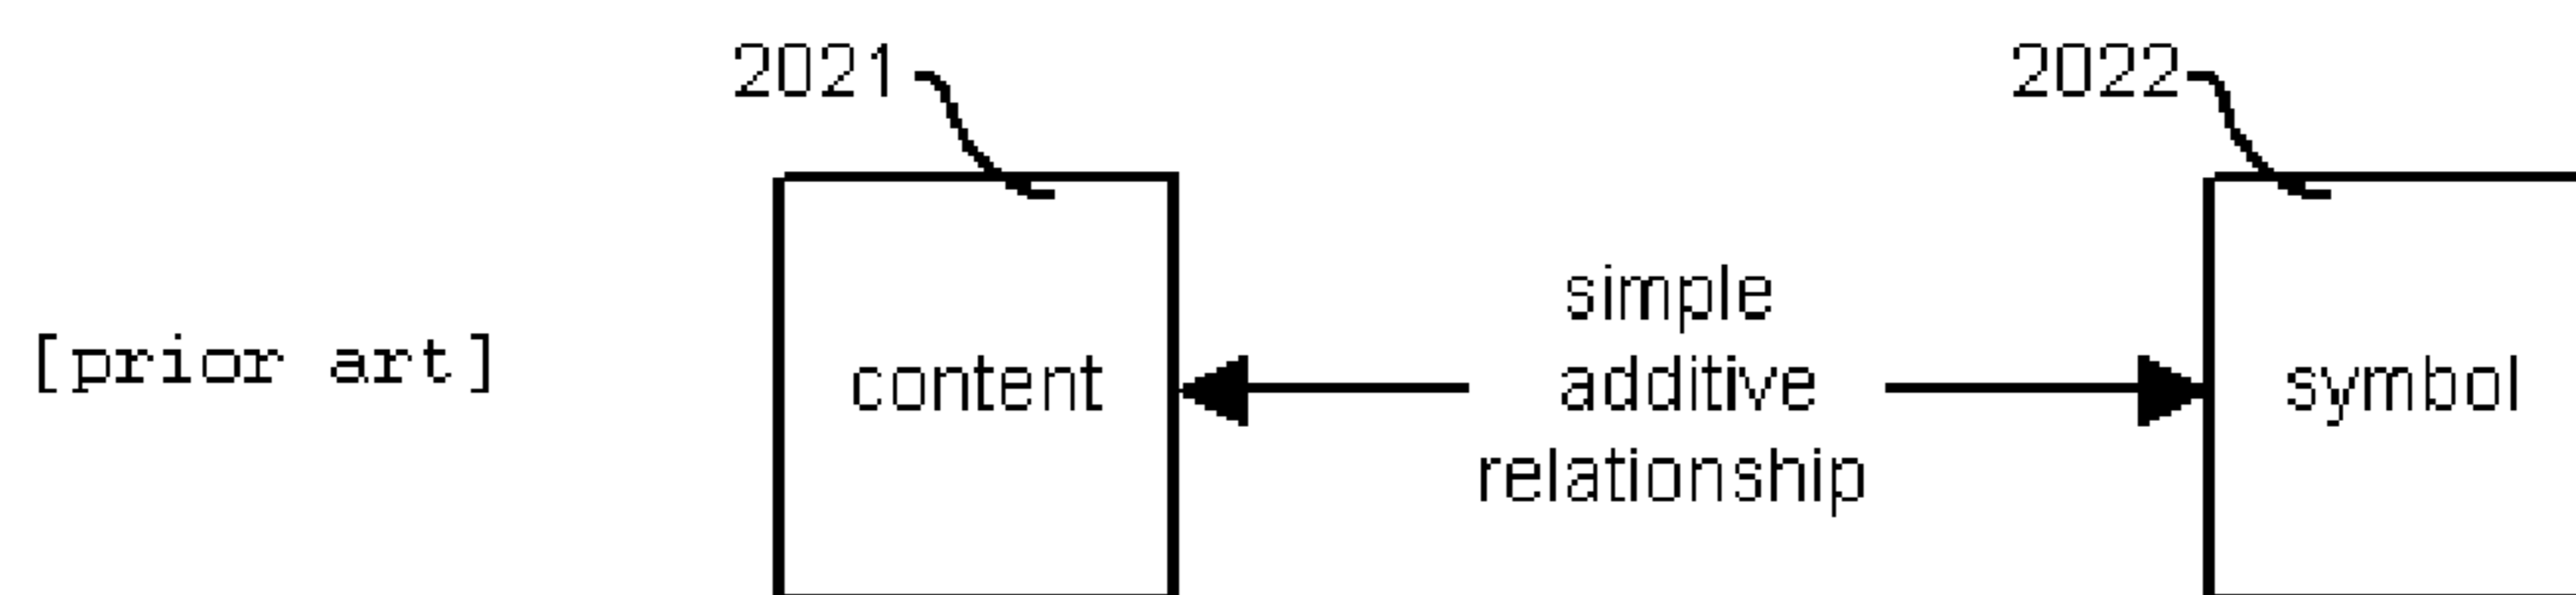 2021
2022
simple
[prior art]
content
additive
symbol
relationship